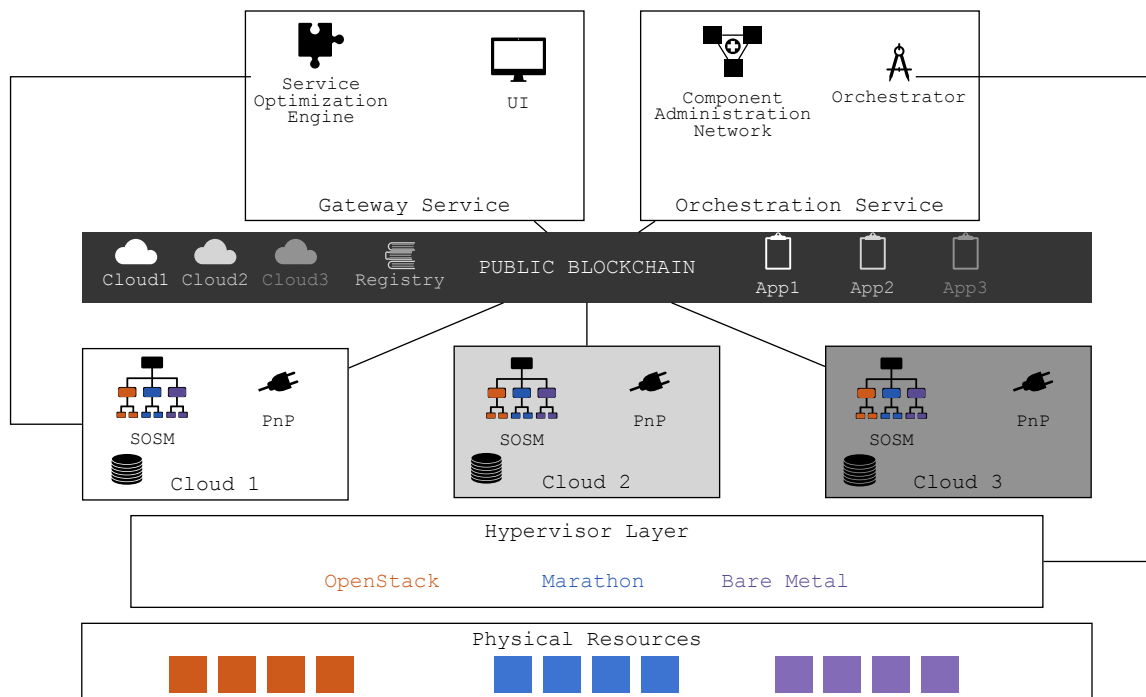 Service
Optimization
Engine
UI
Gateway Service
Component
Administration
Network
Orchestrator
Orchestration Service
Cloud1
Cloud2
Cloud3
Registry
PUBLIC BLOCKCHAIN
App1
App2
App3
SOSM
PnP
Cloud 1
SOSM
PnP
Cloud 2
SOSM
PnP
Cloud 3
Hypervisor Layer
OpenStack
Marathon
Bare Metal
Physical Resources